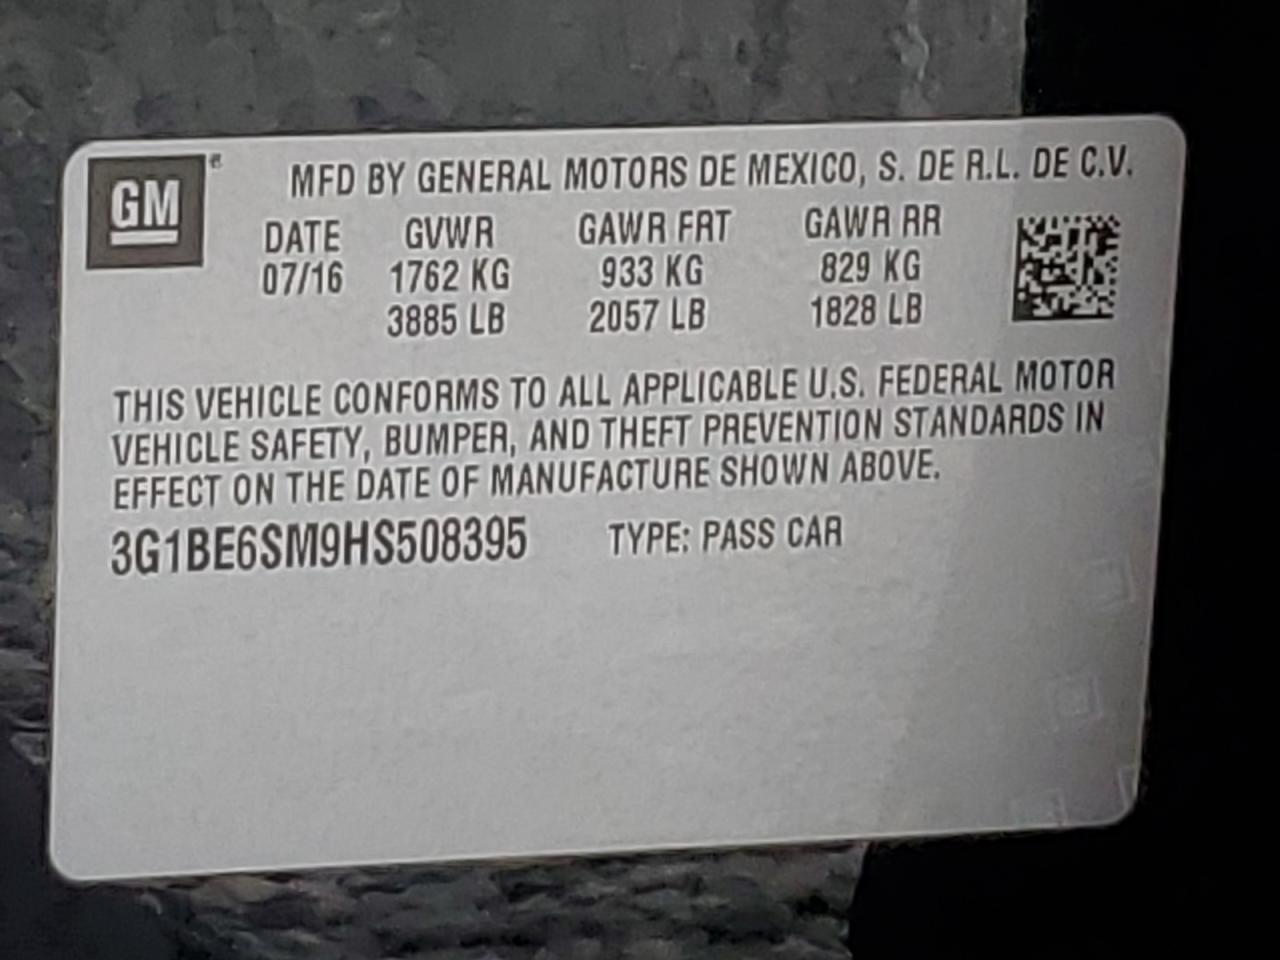 GM®
MFD BY GENERAL MOTORS DE MEXICO, S. DE R.L. DE C.V.
DATE GVWR GAWR FRT GAWR RR
07/16 1762 KG 933 KG 829 KG
3885 LB 2057 LB 1828 LB
THIS VEHICLE CONFORMS TO ALL APPLICABLE U.S. FEDERAL MOTOR
VEHICLE SAFETY, BUMPER, AND THEFT PREVENTION STANDARDS IN
EFFECT ON THE DATE OF MANUFACTURE SHOWN ABOVE.
3G1BE6SM9HS508395 TYPE: PASS CAR